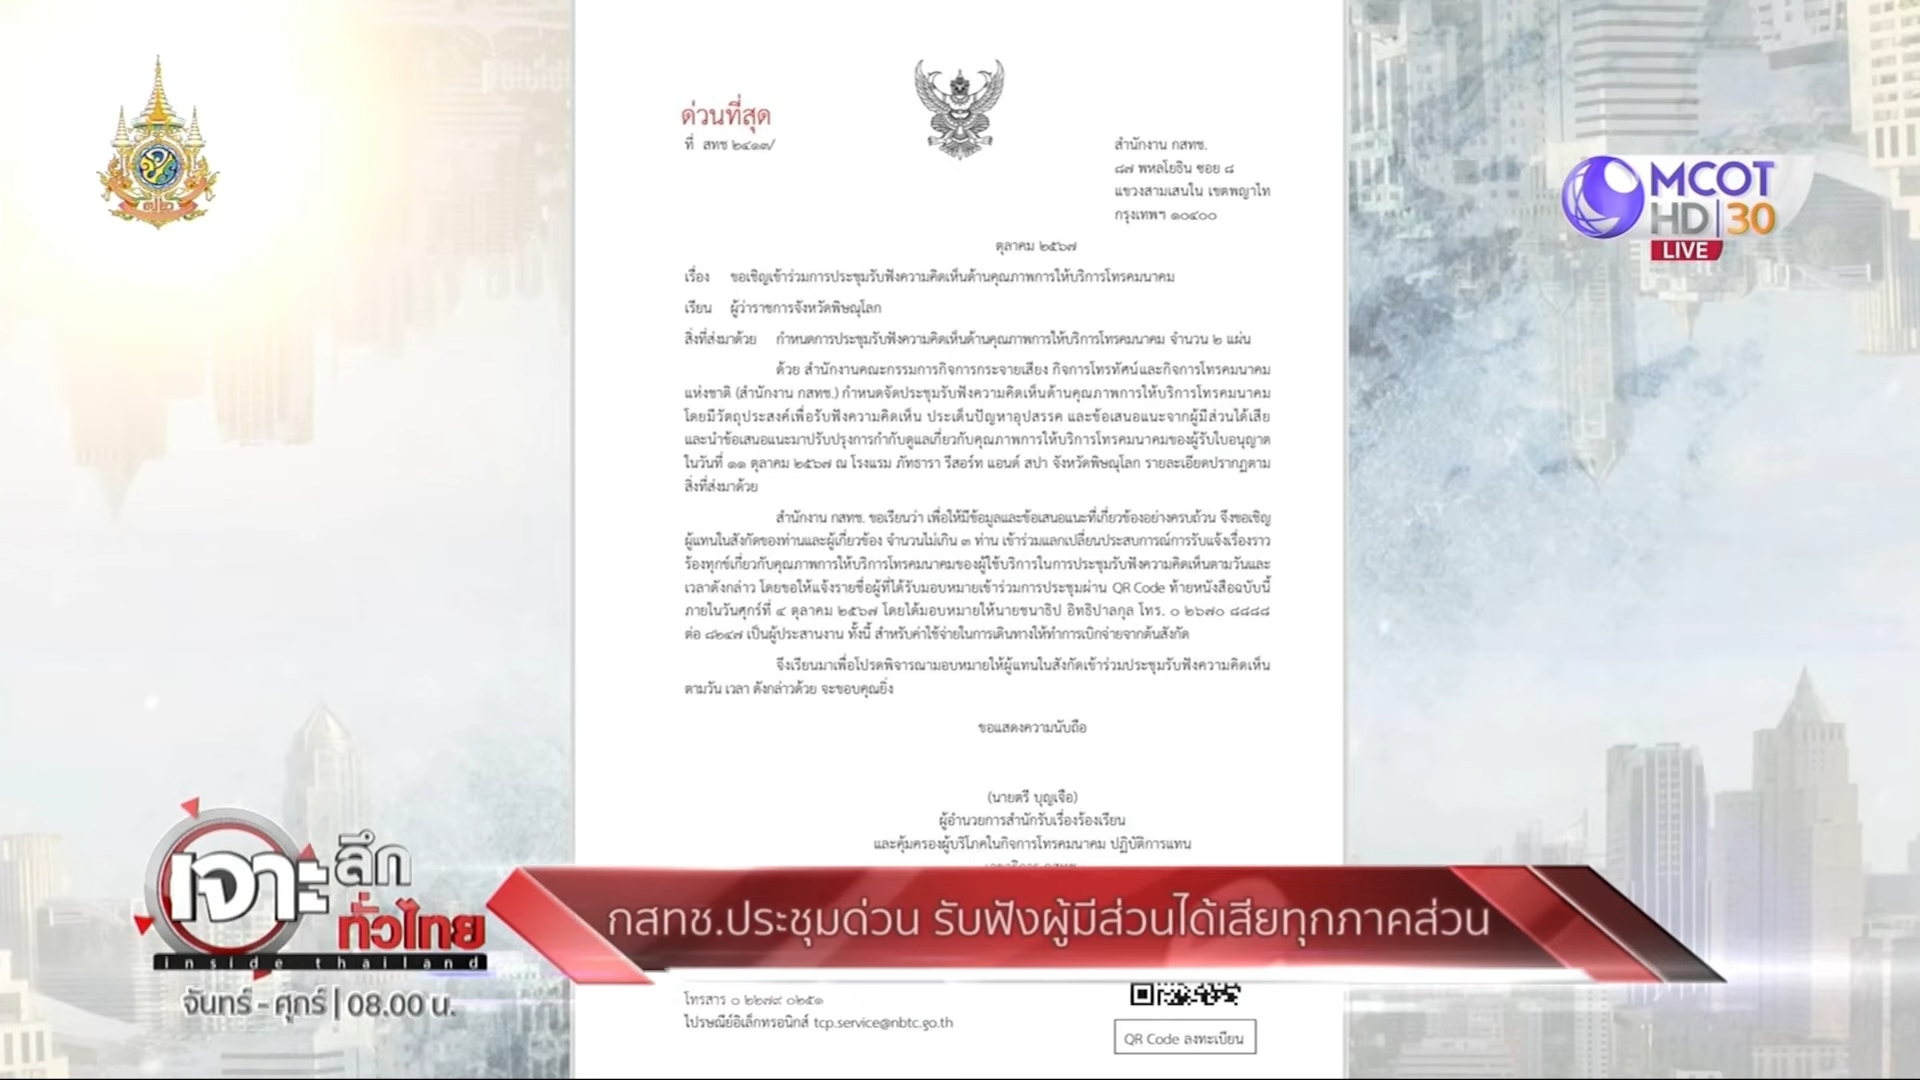 ด่วนที่สุด
ที่ สทช ๒๔๑๓/
สำนักงาน กสทช.
๘๗ พหลโยธิน ซอย ๘
แขวงสามเสนใน เขตพญาไท
กรุงเทพฯ ๑๐๔๐๐
MCOT
HD 30
LIVE
ตุลาคม ๒๕๖๗
เรื่อง ขอเชิญเข้าร่วมการประชุมรับฟังความคิดเห็นด้านคุณภาพการให้บริการโทรคมนาคม
เรียน ผู้ว่าราชการจังหวัดพิษณุโลก
สิ่งที่ส่งมาด้วย กำหนดการประชุมรับฟังความคิดเห็นด้านคุณภาพการให้บริการโทรคมนาคม จำนวน ๒ แผ่น
ด้วย สำนักงานคณะกรรมการกิจการกระจายเสียง กิจการโทรทัศน์และกิจการโทรคมนาคม
แห่งชาติ (สำนักงาน กสทช.) กำหนดจัดประชุมรับฟังความคิดเห็นด้านคุณภาพการให้บริการโทรคมนาคม
โดยมีวัตถุประสงค์เพื่อรับฟังความคิดเห็น ประเด็นปัญหาอุปสรรค และข้อเสนอแนะจากผู้มีส่วนได้เสีย
และนำข้อเสนอแนะมาปรับปรุงการกำกับดูแลเกี่ยวกับคุณภาพการให้บริการโทรคมนาคมของผู้รับใบอนุญาต
ในวันที่ ๑๑ ตุลาคม ๒๕๖๗ ณ โรงแรม ภัทธารา รีสอร์ท แอนด์ สปา จังหวัดพิษณุโลก รายละเอียดปรากฏตาม
สิ่งที่ส่งมาด้วย
สำนักงาน กสทช. ขอเรียนว่า เพื่อให้มีข้อมูลและข้อเสนอแนะที่เกี่ยวข้องอย่างครบถ้วน จึงขอเชิญ
ผู้แทนในสังกัดของท่านและผู้เกี่ยวข้อง จำนวนไม่เกิน ๓ ท่าน เข้าร่วมแลกเปลี่ยนประสบการณ์การรับแจ้งเรื่องราว
ร้องทุกข์เกี่ยวกับคุณภาพการให้บริการโทรคมนาคมของผู้ใช้บริการในการประชุมรับฟังความคิดเห็นตามวันและ
เวลาดังกล่าว โดยขอให้แจ้งรายชื่อผู้ที่ได้รับมอบหมายเข้าร่วมการประชุมผ่าน QR Code ท้ายหนังสือฉบับนี้
ภายในวันศุกร์ที่ ๔ ตุลาคม ๒๕๖๗ โดยได้มอบหมายให้นายชนาธิป อิทธิปาลกุล โทร. ๐ ๒๖๗๐ ๘๘๘๘
ต่อ ๘๒๔๗ เป็นผู้ประสานงาน ทั้งนี้ สำหรับค่าใช้จ่ายในการเดินทางให้ทำการเบิกจ่ายจากต้นสังกัด
จึงเรียนมาเพื่อโปรดพิจารณามอบหมายให้ผู้แทนในสังกัดเข้าร่วมประชุมรับฟังความคิดเห็น
ตามวัน เวลา ดังกล่าวด้วย จะขอบคุณยิ่ง
ขอแสดงความนับถือ
(นายตรี บุญเจือ)
ผู้อำนวยการสำนักรับเรื่องร้องเรียน
และคุ้มครองผู้บริโภคในกิจการโทรคมนาคม ปฏิบัติการแทน
เจาะลึก
ทั่วไทย
inside thailand
จันทร์ - ศุกร์ | 08.00 น.
กสทช.ประชุมด่วน รับฟังผู้มีส่วนได้เสียทุกภาคส่วน
โทรสาร ๐ ๒๒๗๙ ๐๒๕๑
ไปรษณีย์อิเล็กทรอนิกส์ tcp.service@nbtc.go.th
QR Code ลงทะเบียน